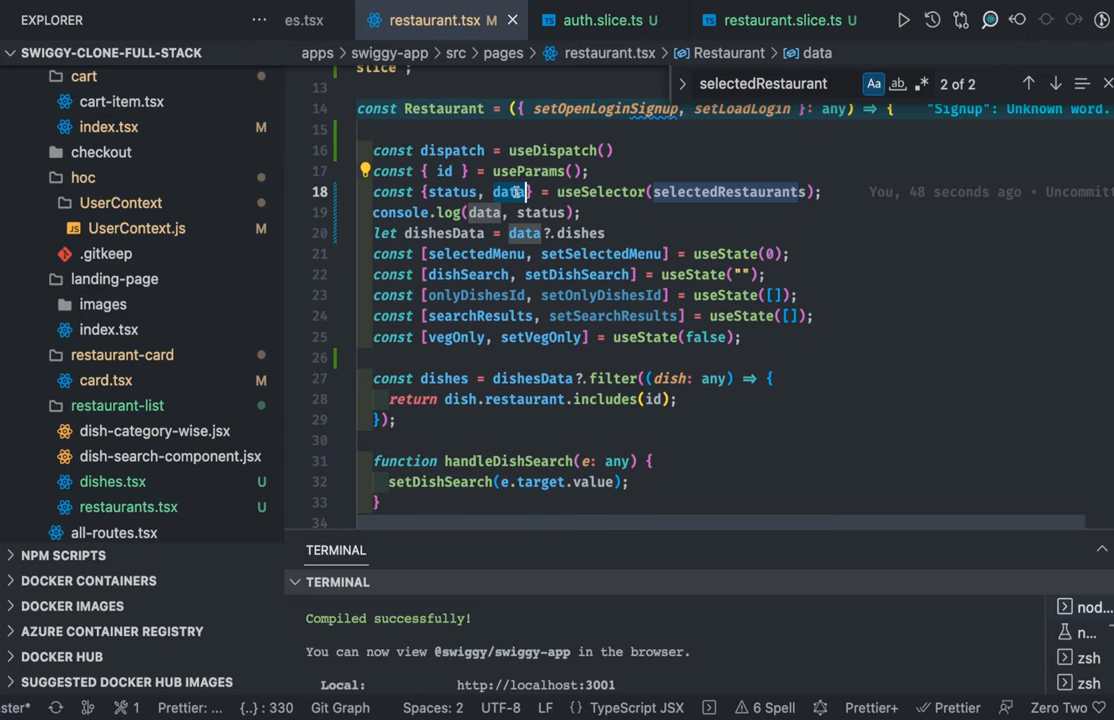 EXPLORER
es.tsx
restaurant.tsx M
auth.slice.ts U
restaurant.slice.ts U
SWIGGY-CLONE-FULL-STACK
apps > swiggy-app > src > pages > restaurant.tsx > Restaurant > data
selectedRestaurant
Aa ab 2 of 2
cart
cart-item.tsx
index.tsx M
checkout
hoc
UserContext
UserContext.js
.gitkeep
landing-page
images
index.tsx
restaurant-card
card.tsx M
restaurant-list
dish-category-wise.jsx
dish-search-component.jsx
dishes.tsx U
restaurants.tsx U
all-routes.tsx
NPM SCRIPTS
DOCKER CONTAINERS
DOCKER IMAGES
AZURE CONTAINER REGISTRY
DOCKER HUB
SUGGESTED DOCKER HUB IMAGES
slice';
13
14 const Restaurant = ({ setOpenLoginSignup, setLoadLogin }: any) ⇒ { "Signup": Unknown word.
15
16 const dispatch = useDispatch()
17 const { id } = useParams();
18 const {status, data} = useSelector(selectedRestaurants); You, 48 seconds ago • Uncommitt
19 console.log(data, status);
20 let dishesData = data?.dishes
21 const [selectedMenu, setSelectedMenu] = useState(0);
22 const [dishSearch, setDishSearch] = useState("");
23 const [onlyDishesId, setOnlyDishesId] = useState([]);
24 const [searchResults, setSearchResults] = useState([]);
25 const [vegOnly, setVegOnly] = useState(false);
26
27 const dishes = dishesData?.filter((dish: any) ⇒ {
28 return dish.restaurant.includes(id);
29 });
30
31 function handleDishSearch(e: any) {
32 setDishSearch(e.target.value);
33 }
34
TERMINAL
TERMINAL
Compiled successfully!
You can now view @swiggy/swiggy-app in the browser.
Local: http://localhost:3001
nod...
n...
zsh
zsh
ster* 1 Prettier: ... {..} : 330 Git Graph Spaces: 2 UTF-8 LF {} TypeScript JSX 6 Spell Prettier+ Prettier Zero Two